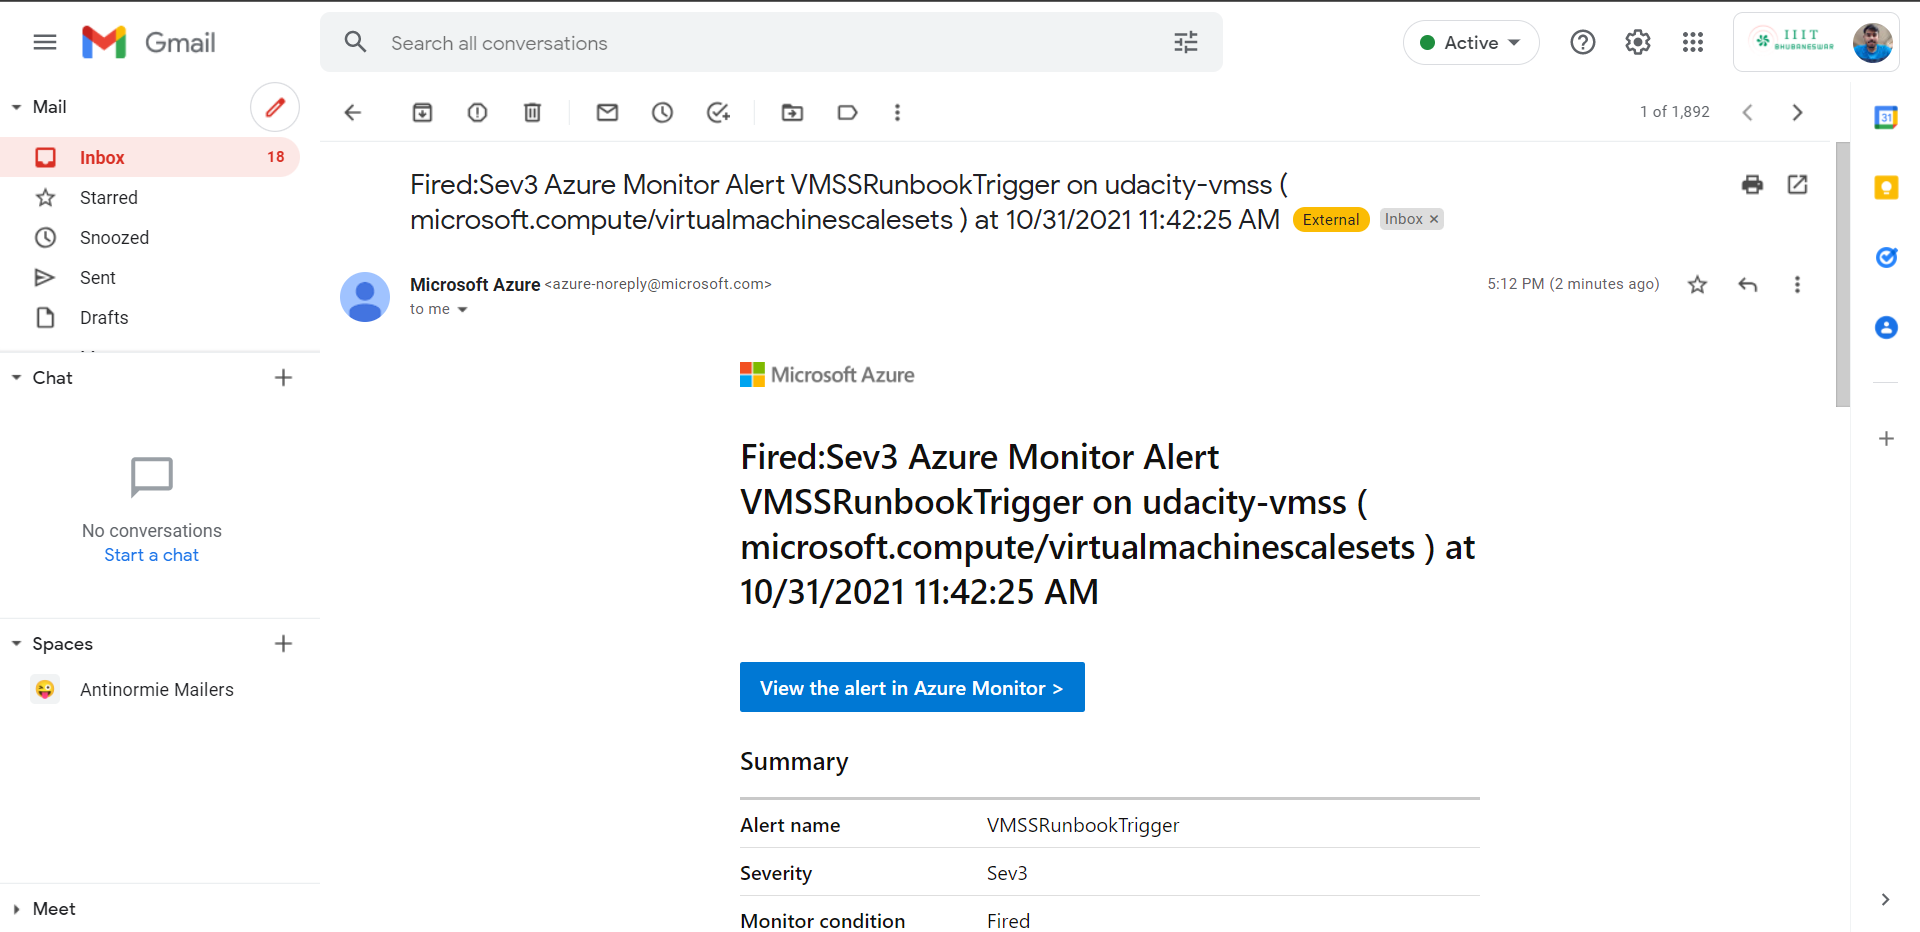 Gmail
Search all conversations
Active
IIIT
BHUBANESWAR
Mail
1 of 1,892
Inbox 18
Starred
Snoozed
Sent
Drafts
Chat
No conversations
Start a chat
Spaces
Antinormie Mailers
Meet
Fired:Sev3 Azure Monitor Alert VMSSRunbookTrigger on udacity-vmss (
microsoft.compute/virtualmachinescalesets ) at 10/31/2021 11:42:25 AM External Inbox ×
Microsoft Azure <azure-noreply@microsoft.com> 5:12 PM (2 minutes ago)
to me
31
Microsoft Azure
Fired:Sev3 Azure Monitor Alert
VMSSRunbookTrigger on udacity-vmss (
microsoft.compute/virtualmachinescalesets ) at
10/31/2021 11:42:25 AM
View the alert in Azure Monitor >
Summary
Alert name VMSSRunbookTrigger
Severity Sev3
Monitor condition Fired